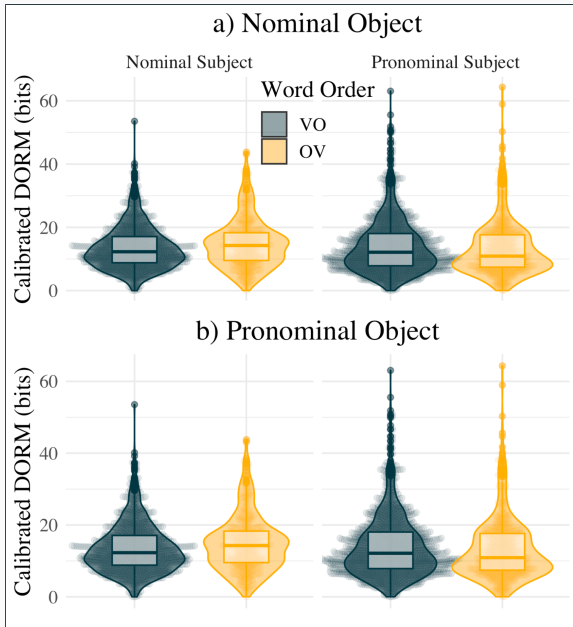 a) Nominal Object
Nominal Subject
Pronominal Subject
Word Order
VO
OV
Calibrated DORM (bits)
60
40
20
0
b) Pronominal Object
Calibrated DORM (bits)
60
40
20
0